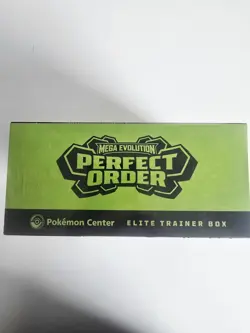 MEGA EVOLUTION
PERFECT
ORDER
Pokémon Center ELITE TRAINER BOX